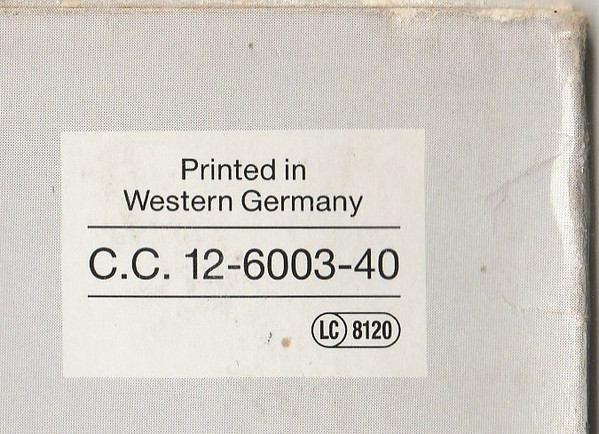 Printed in
Western Germany
C.C. 12-6003-40
LC 8120